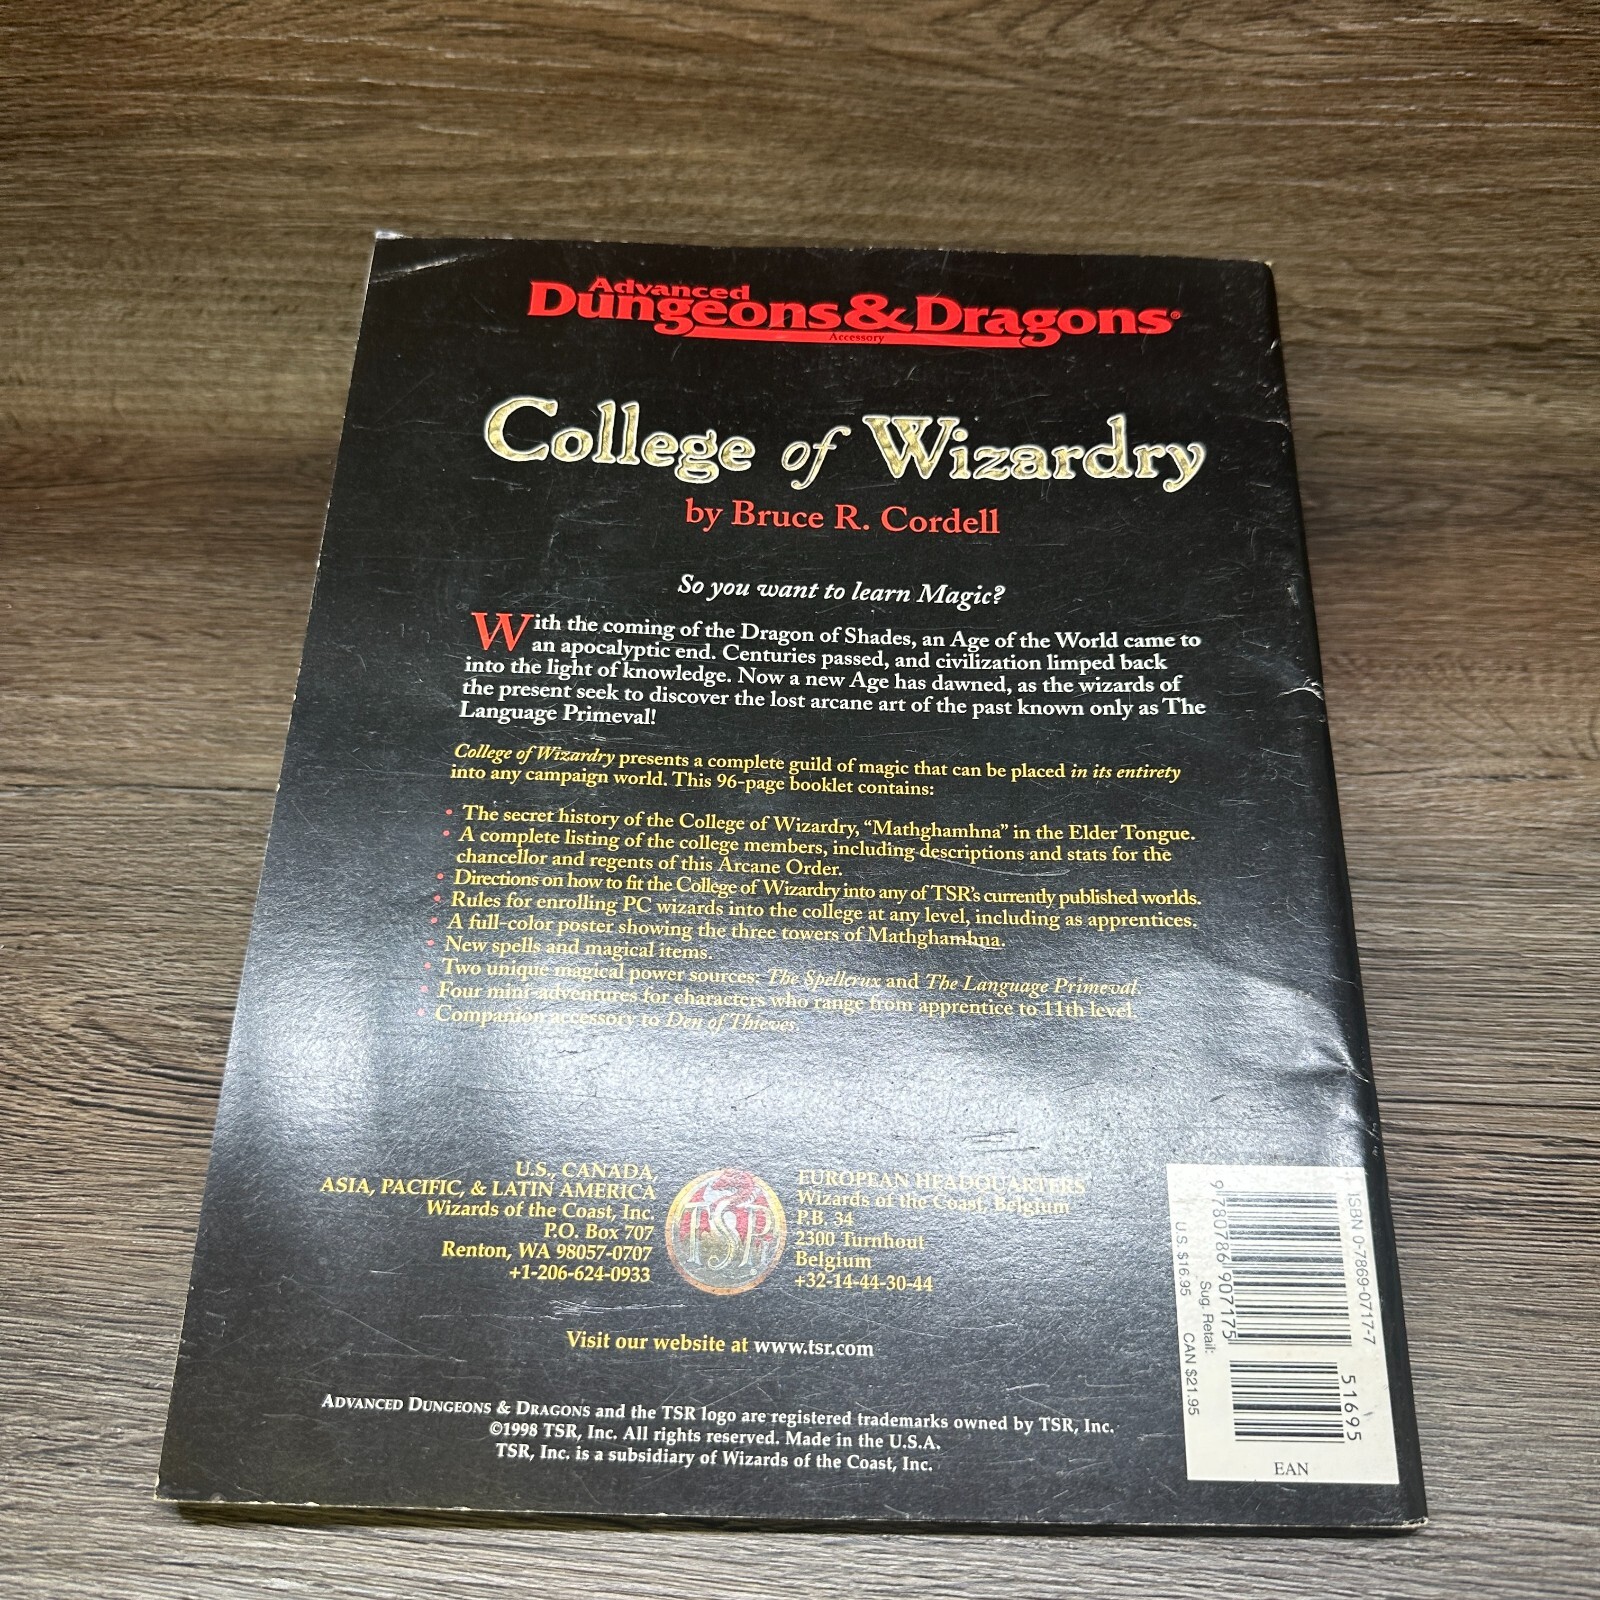 Advanced
Dungeons & Dragons®
Accessory
College of Wizardry
by Bruce R. Cordell
So you want to learn Magic?
With the coming of the Dragon of Shades, an Age of the World came to
an apocalyptic end. Centuries passed, and civilization limped back
into the light of knowledge. Now a new Age has dawned, as the wizards of
the present seek to discover the lost arcane art of the past known only as The
Language Primeval!
College of Wizardry presents a complete guild of magic that can be placed in its entirety
into any campaign world. This 96-page booklet contains:
• The secret history of the College of Wizardry, “Mathghamhna” in the Elder Tongue.
• A complete listing of the college members, including descriptions and stats for the
chancellor and regents of this Arcane Order.
• Directions on how to fit the College of Wizardry into any of TSR’s currently published worlds.
• Rules for enrolling PC wizards into the college at any level, including as apprentices.
• A full-color poster showing the three towers of Mathghamhna.
• New spells and magical items.
• Two unique magical power sources: The Spellcrux and The Language Primeval.
• Four mini-adventures for characters who range from apprentice to 11th level.
• Companion accessory to Den of Thieves.
U.S., CANADA,
ASIA, PACIFIC, & LATIN AMERICA
Wizards of the Coast, Inc.
P.O. Box 707
Renton, WA 98057-0707
+1-206-624-0933
TSR
EUROPEAN HEADQUARTERS
Wizards of the Coast, Belgium
P.B. 34
2300 Turnhout
Belgium
+32-14-44-30-44
Visit our website at www.tsr.com
ADVANCED DUNGEONS & DRAGONS and the TSR logo are registered trademarks owned by TSR, Inc.
©1998 TSR, Inc. All rights reserved. Made in the U.S.A.
TSR, Inc. is a subsidiary of Wizards of the Coast, Inc.
ISBN 0-7869-0717-7
51695
9780786907175
Sug. Retail:
U.S. $16.95 CAN $21.95
EAN